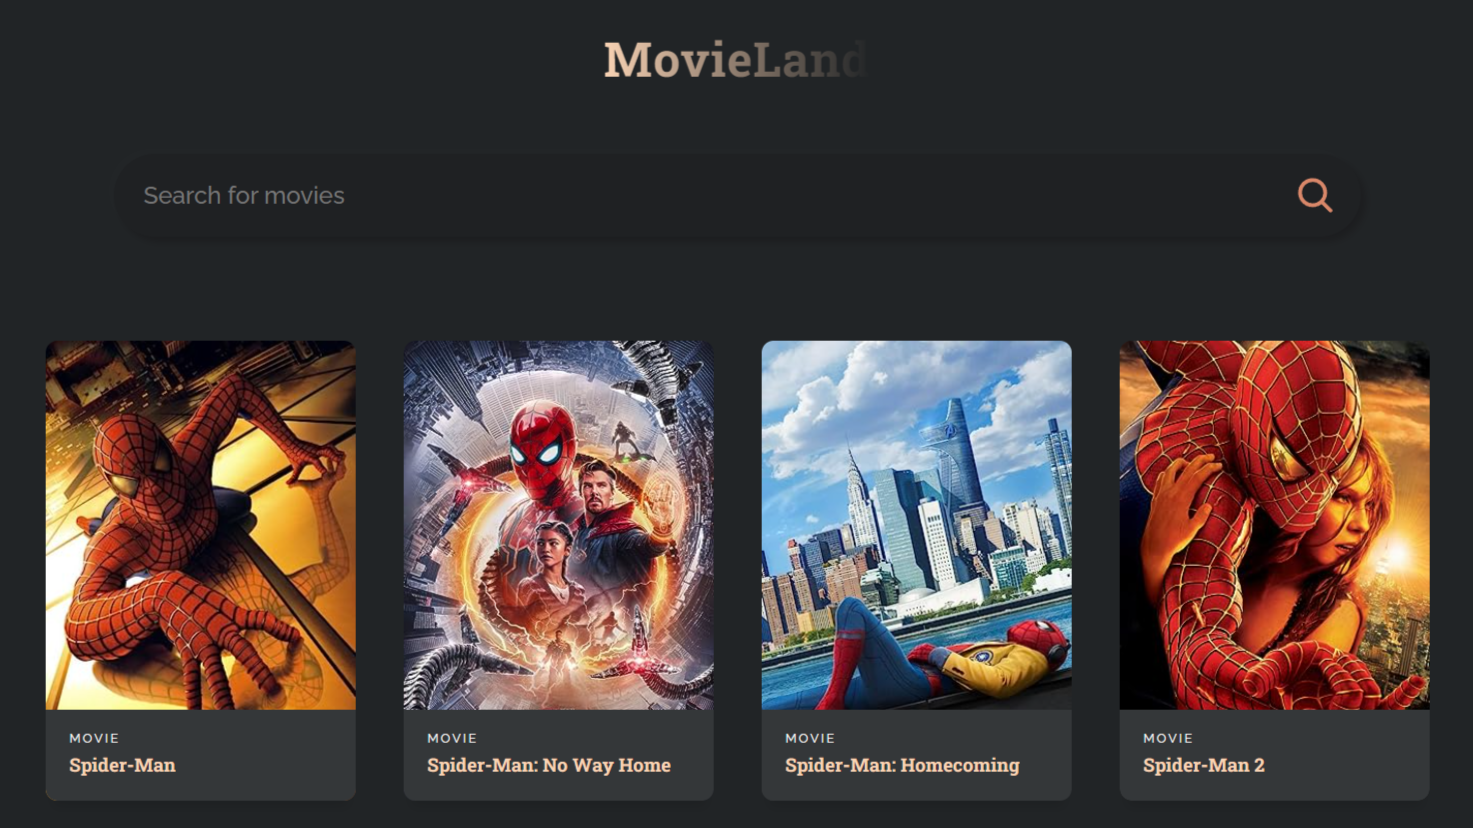 MovieLand
Search for movies
MOVIE
Spider-Man
MOVIE
Spider-Man: No Way Home
MOVIE
Spider-Man: Homecoming
MOVIE
Spider-Man 2